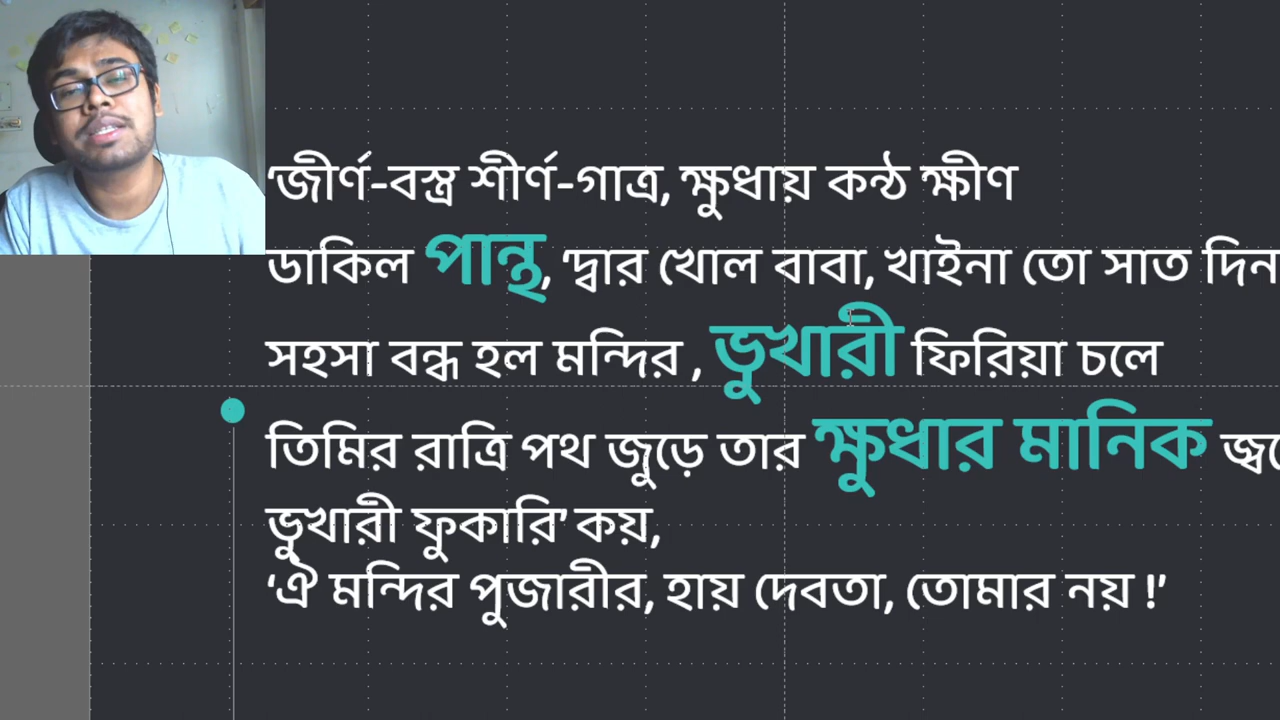 ‘জীর্ণ-বস্ত্র শীর্ণ-গাত্র, ক্ষুধায় কন্ঠ ক্ষীণ
ডাকিল পান্থ, ‘দ্বার খোল বাবা, খাইনা তো সাত দিন
সহসা বন্ধ হল মন্দির , ভুখারী ফিরিয়া চলে
তিমির রাত্রি পথ জুড়ে তার ক্ষুধার মানিক
ভুখারী ফুকারি’ কয়,
‘ঐ মন্দির পুজারীর, হায় দেবতা, তোমার নয় !’